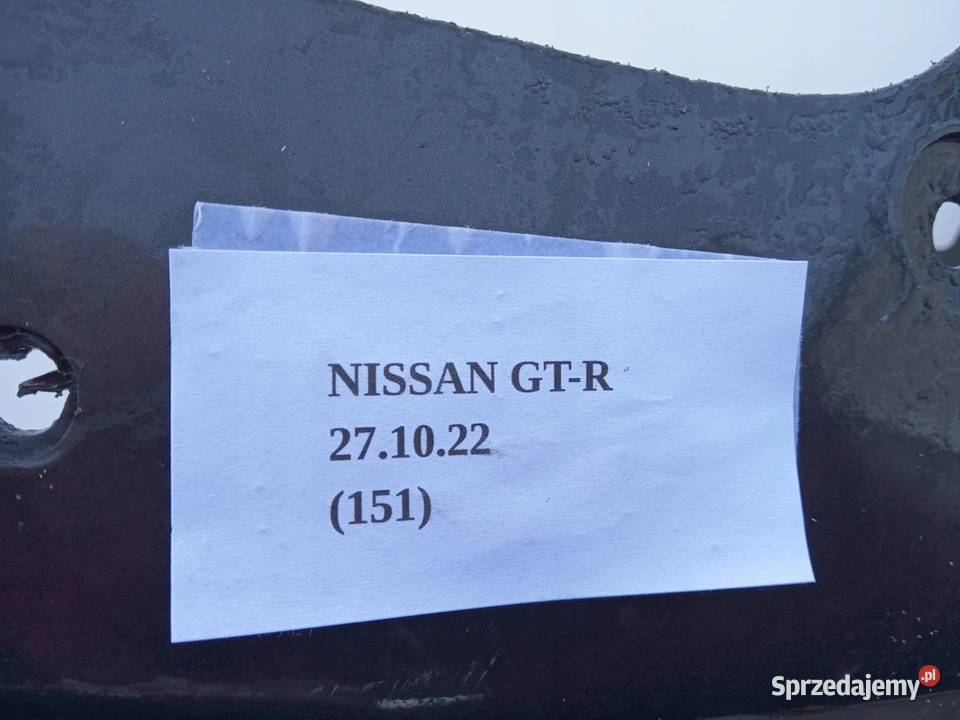 NISSAN GT-R
27.10.22
(151)
Sprzedajemy.pl